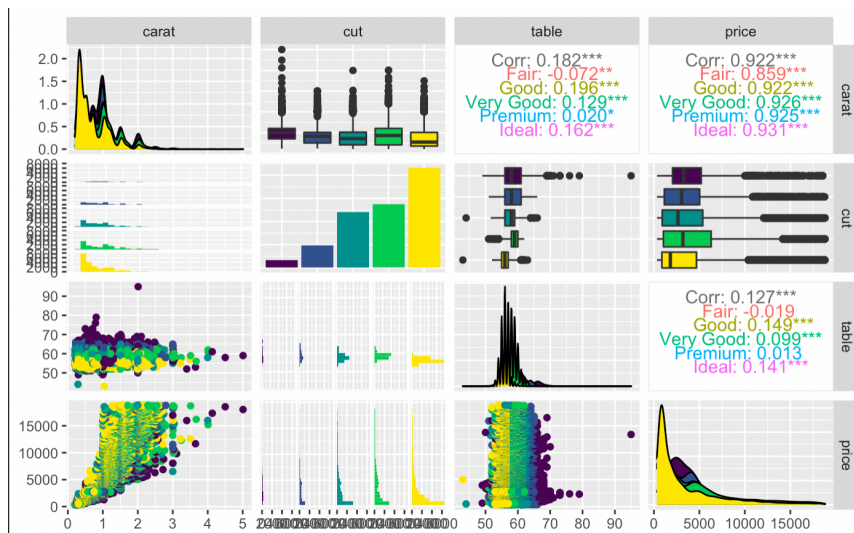 carat cut table price
2.0
1.5
1.0
0.5
0.0
Corr: 0.182***
Fair: -0.072**
Good: 0.196***
Very Good: 0.129***
Premium: 0.020*
Ideal: 0.162***
Corr: 0.922***
Fair: 0.859***
Good: 0.922***
Very Good: 0.926***
Premium: 0.925***
Ideal: 0.931***
carat
8000
2000
0
cut
90
80
70
60
50
Corr: 0.127***
Fair: -0.019
Good: 0.149***
Very Good: 0.099***
Premium: 0.013
Ideal: 0.141***
table
15000
10000
5000
0
price
0 1 2 3 4 5
50 60 70 80 90
0 5000 10000 15000